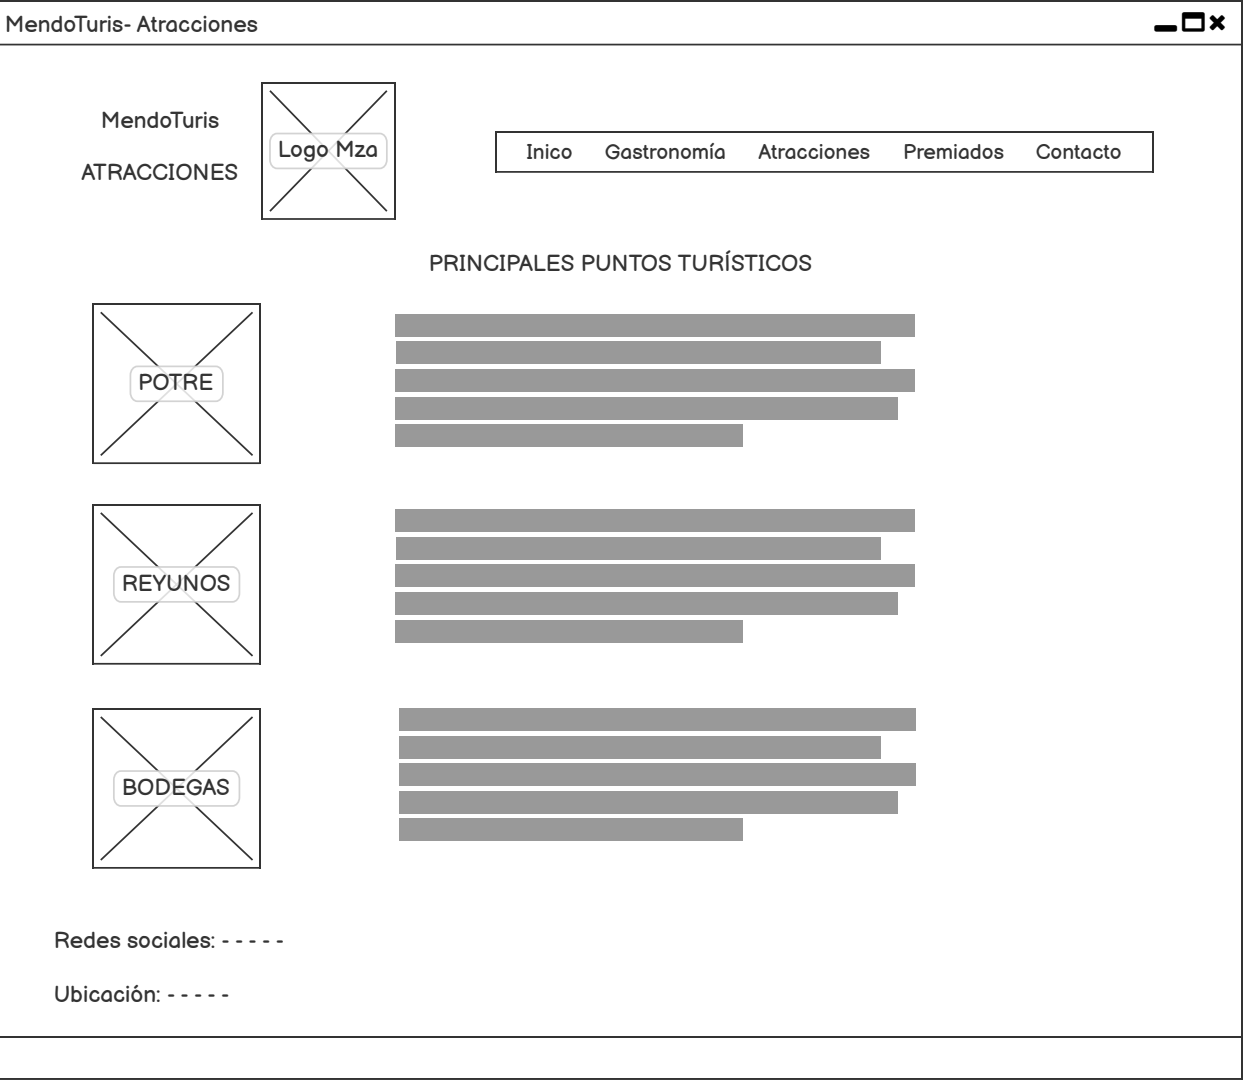 MendoTuris- Atracciones
MendoTuris
ATRACCIONES
Logo Mza
Inico Gastronomía Atracciones Premiados Contacto
PRINCIPALES PUNTOS TURÍSTICOS
POTRE
REYUNOS
BODEGAS
Redes sociales: - - - - -
Ubicación: - - - - -